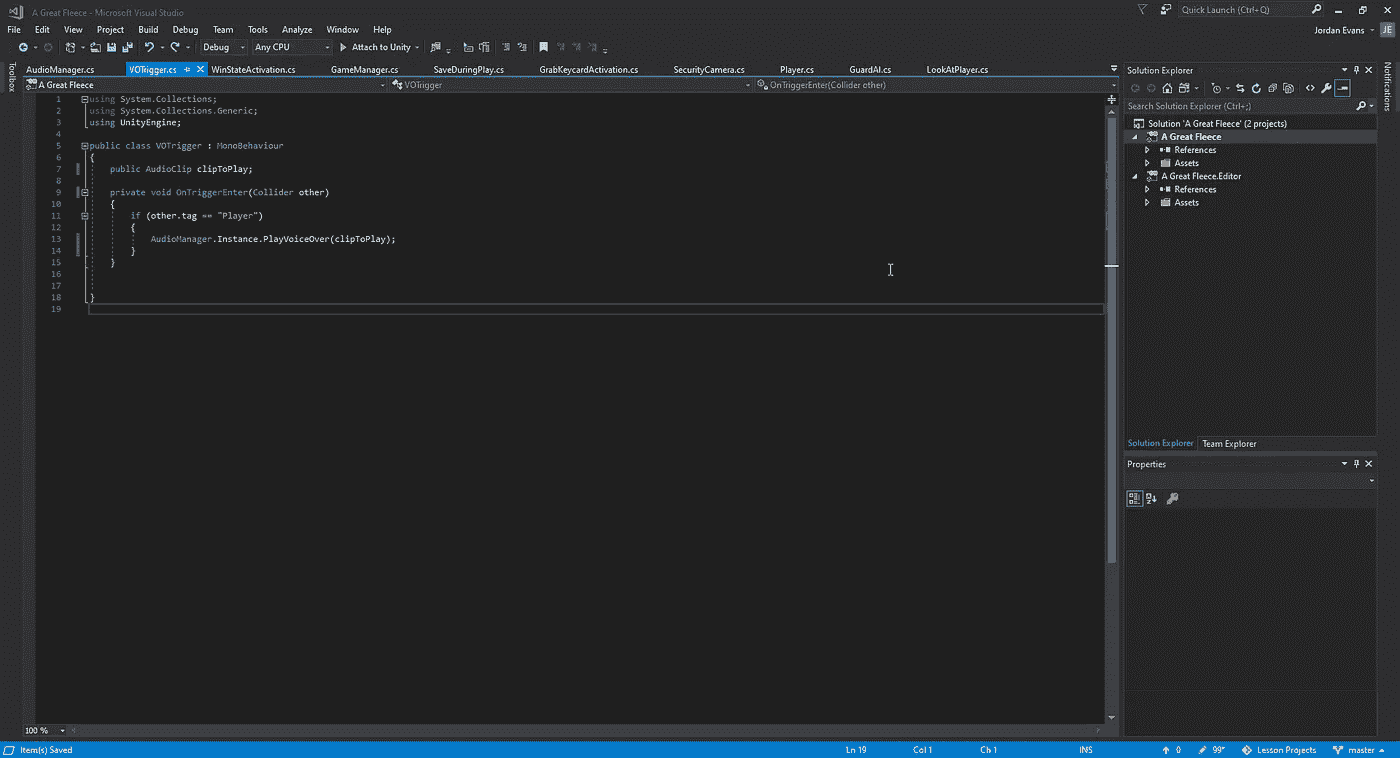 A Great Fleece - Microsoft Visual Studio
Quick Launch (Ctrl+Q)
File Edit View Project Build Debug Team Tools Analyze Window Help
Jordan Evans JE
Debug Any CPU Attach to Unity
Toolbox
AudioManager.cs VOTrigger.cs WinStateActivation.cs GameManager.cs SaveDuringPlay.cs GrabKeycardActivation.cs SecurityCamera.cs Player.cs GuardAI.cs LookAtPlayer.cs
A Great Fleece VOTrigger OnTriggerEnter(Collider other)
1 using System.Collections;
2 using System.Collections.Generic;
3 using UnityEngine;
4
5 public class VOTrigger : MonoBehaviour
6 {
7 public AudioClip clipToPlay;
8
9 private void OnTriggerEnter(Collider other)
10 {
11 if (other.tag == "Player")
12 {
13 AudioManager.Instance.PlayVoiceOver(clipToPlay);
14 }
15 }
16
17
18 }
19
100 %
Solution Explorer
Search Solution Explorer (Ctrl+;)
Solution 'A Great Fleece' (2 projects)
A Great Fleece
References
Assets
A Great Fleece.Editor
References
Assets
Solution Explorer Team Explorer
Properties
Notifications
Item(s) Saved Ln 19 Col 1 Ch 1 INS 0 99* Lesson Projects master